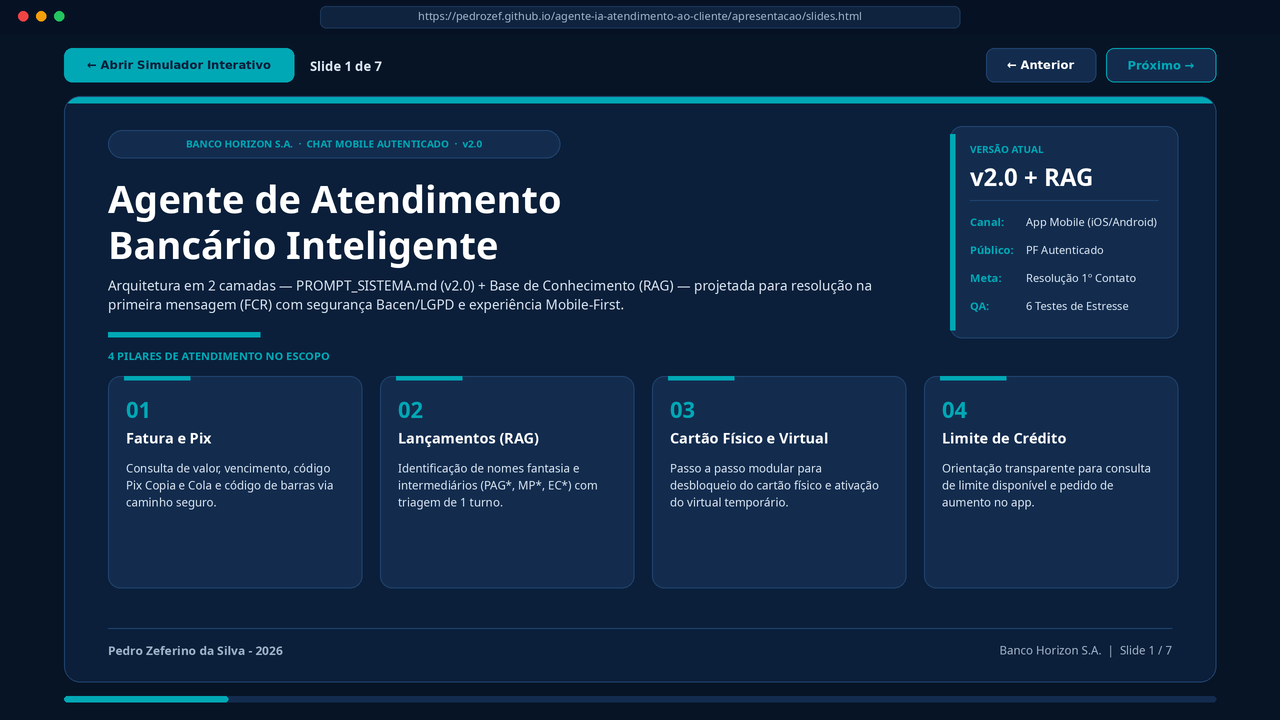 https://pedrozef.github.io/agente-ia-atendimento-ao-cliente/apresentacao/slides.html
← Abrir Simulador Interativo
Slide 1 de 7
← Anterior
Próximo →
BANCO HORIZON S.A. · CHAT MOBILE AUTENTICADO · v2.0
Agente de Atendimento
Bancário Inteligente
Arquitetura em 2 camadas — PROMPT_SISTEMA.md (v2.0) + Base de Conhecimento (RAG) — projetada para resolução na
primeira mensagem (FCR) com segurança Bacen/LGPD e experiência Mobile-First.
VERSÃO ATUAL
v2.0 + RAG
Canal: App Mobile (iOS/Android)
Público: PF Autenticado
Meta: Resolução 1º Contato
QA: 6 Testes de Estresse
4 PILARES DE ATENDIMENTO NO ESCOPO
01
Fatura e Pix
Consulta de valor, vencimento, código
Pix Copia e Cola e código de barras via
caminho seguro.
02
Lançamentos (RAG)
Identificação de nomes fantasia e
intermediários (PAG*, MP*, EC*) com
triagem de 1 turno.
03
Cartão Físico e Virtual
Passo a passo modular para
desbloqueio do cartão físico e ativação
do virtual temporário.
04
Limite de Crédito
Orientação transparente para consulta
de limite disponível e pedido de
aumento no app.
Pedro Zeferino da Silva - 2026
Banco Horizon S.A. | Slide 1 / 7